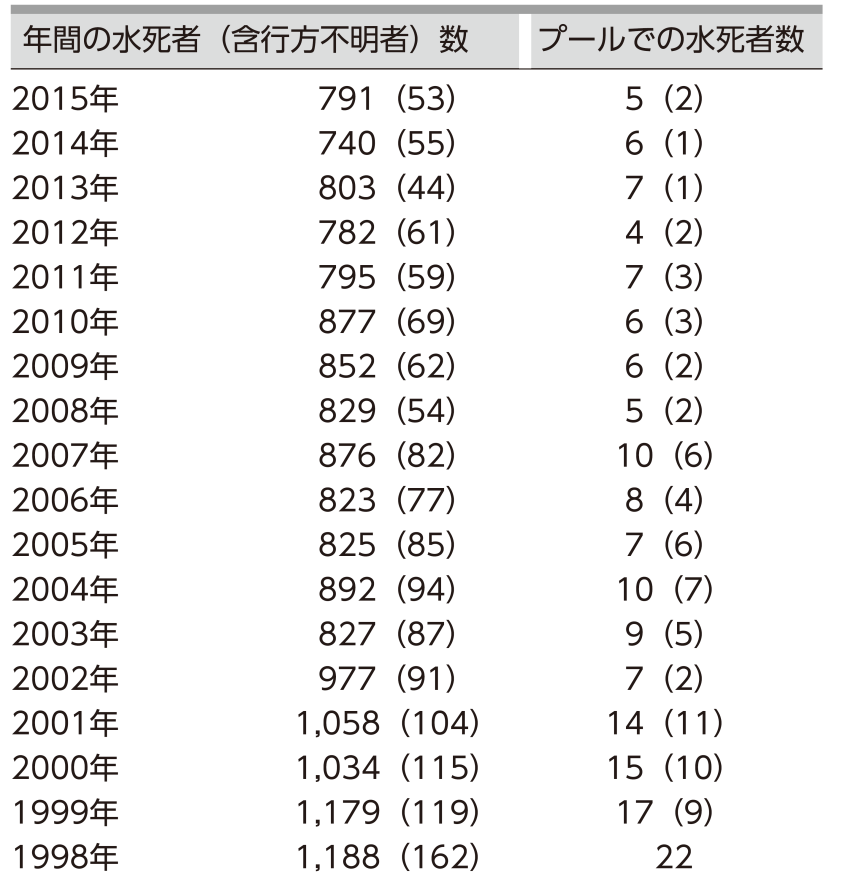 年間の水死者（含行方不明者）数 プールでの水死者数
2015年 791（53） 5（2）
2014年 740（55） 6（1）
2013年 803（44） 7（1）
2012年 782（61） 4（2）
2011年 795（59） 7（3）
2010年 877（69） 6（3）
2009年 852（62） 6（2）
2008年 829（54） 5（2）
2007年 876（82） 10（6）
2006年 823（77） 8（4）
2005年 825（85） 7（6）
2004年 892（94） 10（7）
2003年 827（87） 9（5）
2002年 977（91） 7（2）
2001年 1,058（104） 14（11）
2000年 1,034（115） 15（10）
1999年 1,179（119） 17（9）
1998年 1,188（162） 22